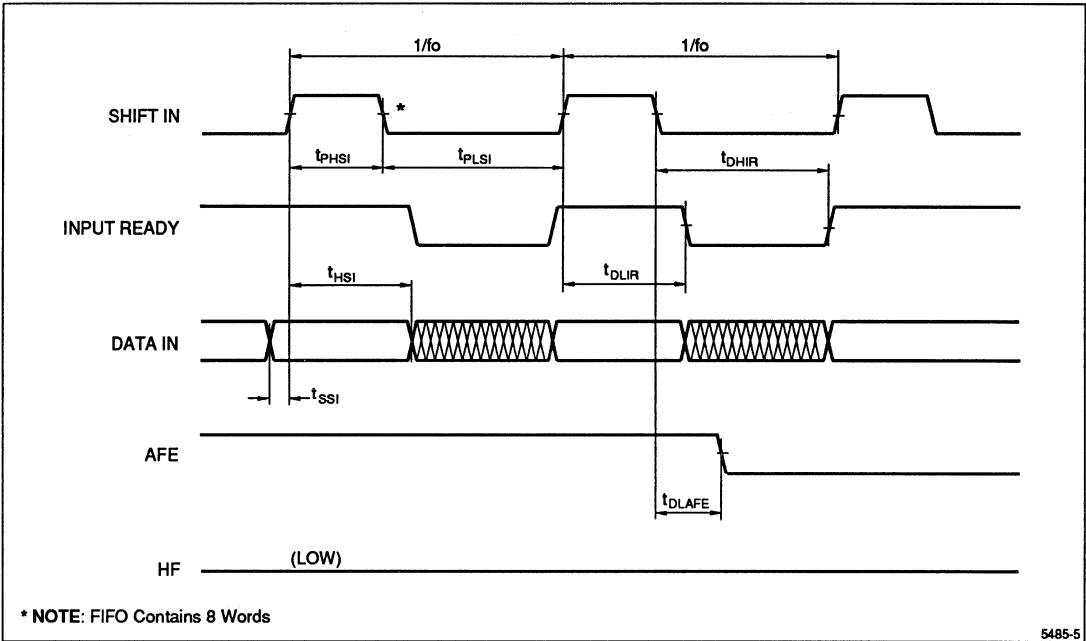 1/fo 1/fo
SHIFT IN *
tPHSI tPLSI tDHIR
INPUT READY
tHSI tDLIR
DATA IN
tSSI
AFE
tDLAFE
HF (LOW)
* NOTE: FIFO Contains 8 Words
5485-5